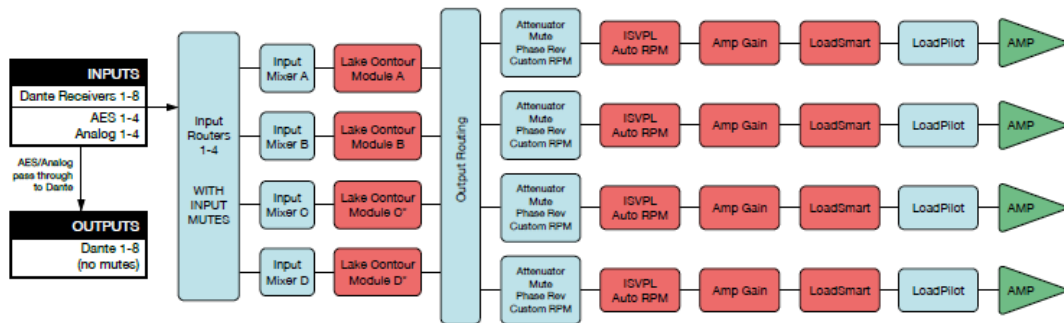 INPUTS
Dante Receivers 1-8
AES 1-4
Analog 1-4
AES/Analog
pass through
to Dante
OUTPUTS
Dante 1-8
(no mutes)
Input
Routers
1-4
WITH
INPUT
MUTES
Input
Mixer A
Lake Contour
Module A
Input
Mixer B
Lake Contour
Module B
Input
Mixer C
Lake Contour
Module C"
Input
Mixer D
Lake Contour
Module D"
Output Routing
Attenuator
Mute
Phase Rev
Custom RPM
ISVPL
Auto RPM
Amp Gain
LoadSmart
LoadPilot
AMP
Attenuator
Mute
Phase Rev
Custom RPM
ISVPL
Auto RPM
Amp Gain
LoadSmart
LoadPilot
AMP
Attenuator
Mute
Phase Rev
Custom RPM
ISVPL
Auto RPM
Amp Gain
LoadSmart
LoadPilot
AMP
Attenuator
Mute
Phase Rev
Custom RPM
ISVPL
Auto RPM
Amp Gain
LoadSmart
LoadPilot
AMP